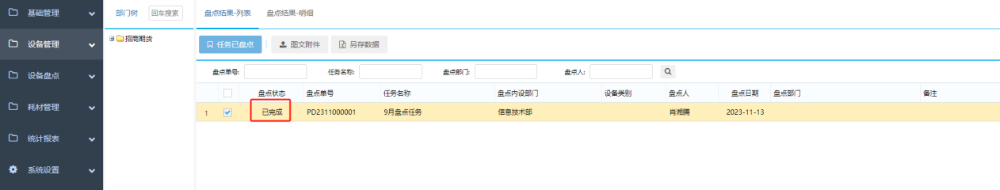 基础管理
设备管理
设备盘点
耗材管理
统计报表
系统设置
部门树 回车搜索
招商期货
盘点结果-列表 盘点结果-明细
任务已盘点 图文附件 另存数据
盘点单号: 任务名称: 盘点部门: 盘点人:
盘点状态 盘点单号 任务名称 盘点内设部门 设备类别 盘点人 盘点日期 盘点部门 备注
1 已完成 PD2311000001 9月盘点任务 信息技术部 肖湘腾 2023-11-13